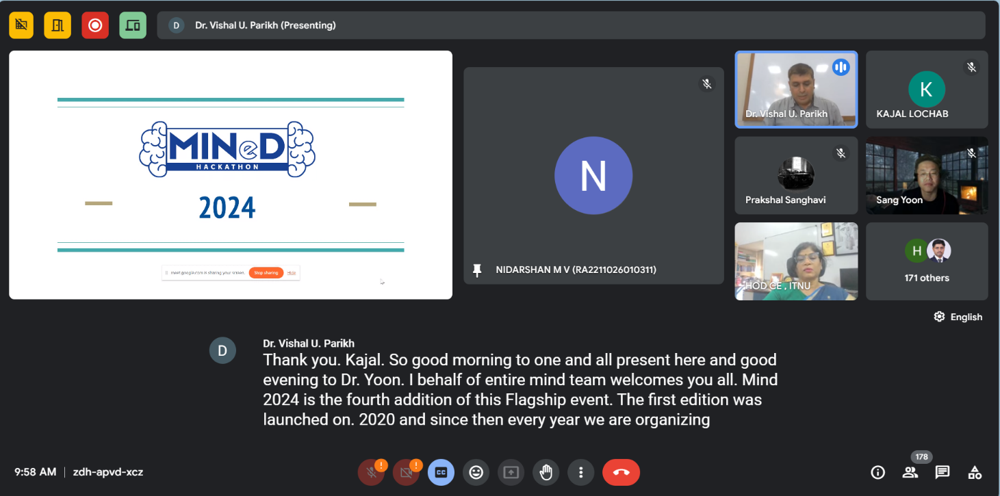 D Dr. Vishal U. Parikh (Presenting)
MINeD
HACKATHON
2024
meet.google.com is sharing your screen. Stop sharing Hide
N
NIDARSHAN M V (RA2211026010311)
Dr. Vishal U. Parikh
K
KAJAL LOCHAB
Prakshal Sanghavi
Sang Yoon
HOD CE , ITNU
H
171 others
English
D
Dr. Vishal U. Parikh
Thank you. Kajal. So good morning to one and all present here and good
evening to Dr. Yoon. I behalf of entire mind team welcomes you all. Mind
2024 is the fourth addition of this Flagship event. The first edition was
launched on. 2020 and since then every year we are organizing
9:58 AM | zdh-apvd-xcz
! ! CC
178